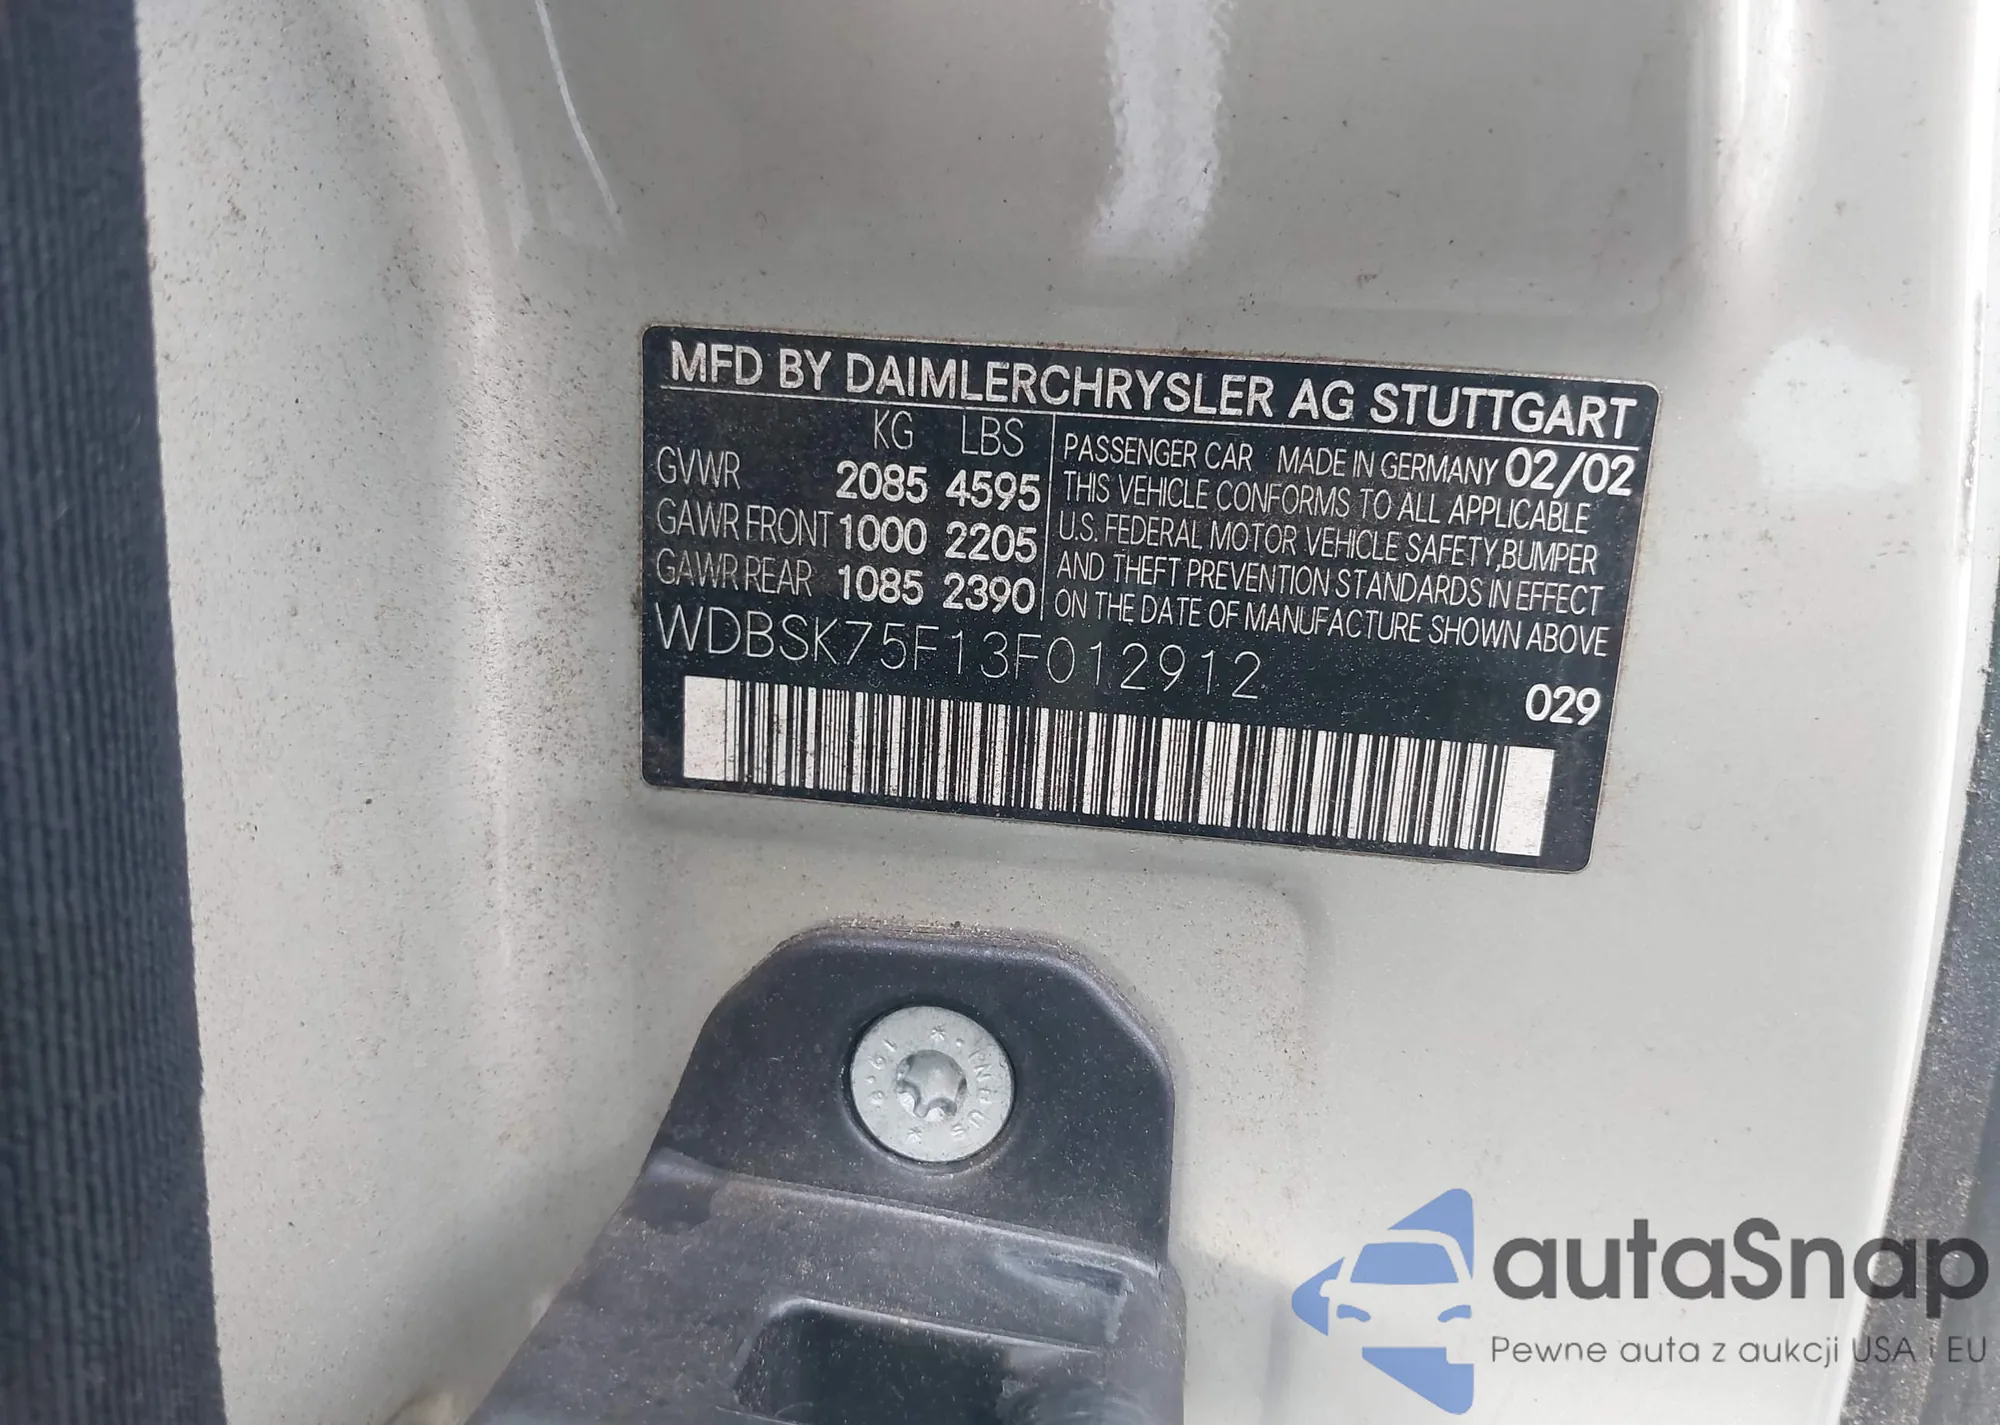 MFD BY DAIMLERCHRYSLER AG STUTTGART
KG LBS
GVWR 2085 4595
GAWR FRONT 1000 2205
GAWR REAR 1085 2390
PASSENGER CAR MADE IN GERMANY 02/02
THIS VEHICLE CONFORMS TO ALL APPLICABLE
U.S. FEDERAL MOTOR VEHICLE SAFETY, BUMPER
AND THEFT PREVENTION STANDARDS IN EFFECT
ON THE DATE OF MANUFACTURE SHOWN ABOVE
WDBSK75F13F012912
029
autaSnap
Pewne auta z aukcji USA i EU